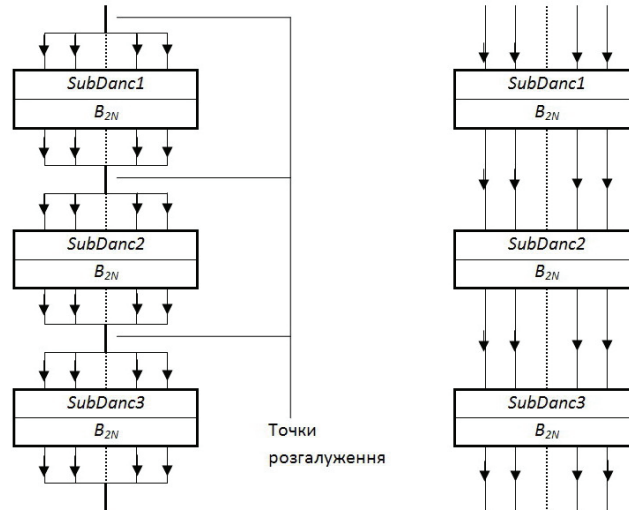 SubDanc1
B2N
SubDanc2
B2N
SubDanc3
B2N
Точки
розгалуження
SubDanc1
B2N
SubDanc2
B2N
SubDanc3
B2N